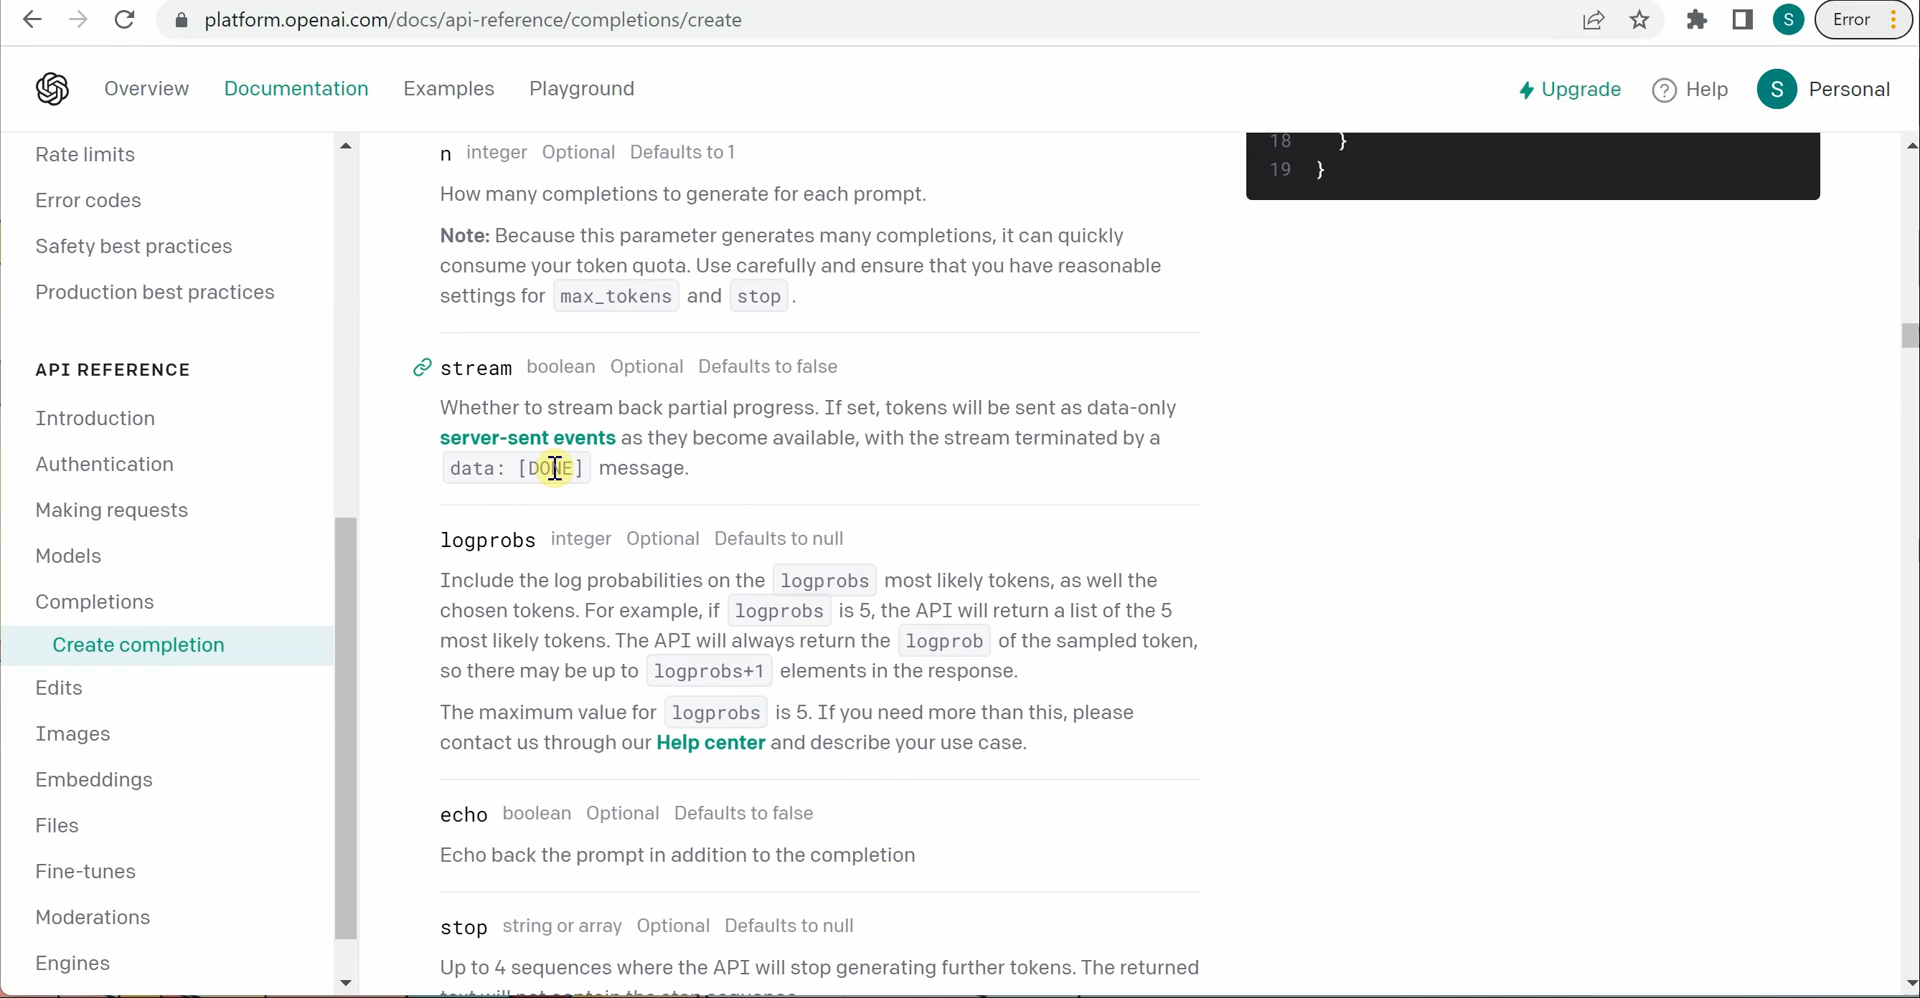 platform.openai.com/docs/api-reference/completions/create
S
Error
Overview
Documentation
Examples
Playground
Upgrade
? Help
S
Personal
Rate limits
Error codes
Safety best practices
Production best practices
API REFERENCE
Introduction
Authentication
Making requests
Models
Completions
Create completion
Edits
Images
Embeddings
Files
Fine-tunes
Moderations
Engines
n integer Optional Defaults to 1
How many completions to generate for each prompt.
Note: Because this parameter generates many completions, it can quickly
consume your token quota. Use carefully and ensure that you have reasonable
settings for max_tokens and stop .
stream boolean Optional Defaults to false
Whether to stream back partial progress. If set, tokens will be sent as data-only
server-sent events as they become available, with the stream terminated by a
data: [DONE] message.
logprobs integer Optional Defaults to null
Include the log probabilities on the logprobs most likely tokens, as well the
chosen tokens. For example, if logprobs is 5, the API will return a list of the 5
most likely tokens. The API will always return the logprob of the sampled token,
so there may be up to logprobs+1 elements in the response.
The maximum value for logprobs is 5. If you need more than this, please
contact us through our Help center and describe your use case.
echo boolean Optional Defaults to false
Echo back the prompt in addition to the completion
stop string or array Optional Defaults to null
Up to 4 sequences where the API will stop generating further tokens. The returned
text will not contain the stop sequence.
18 }
19 }